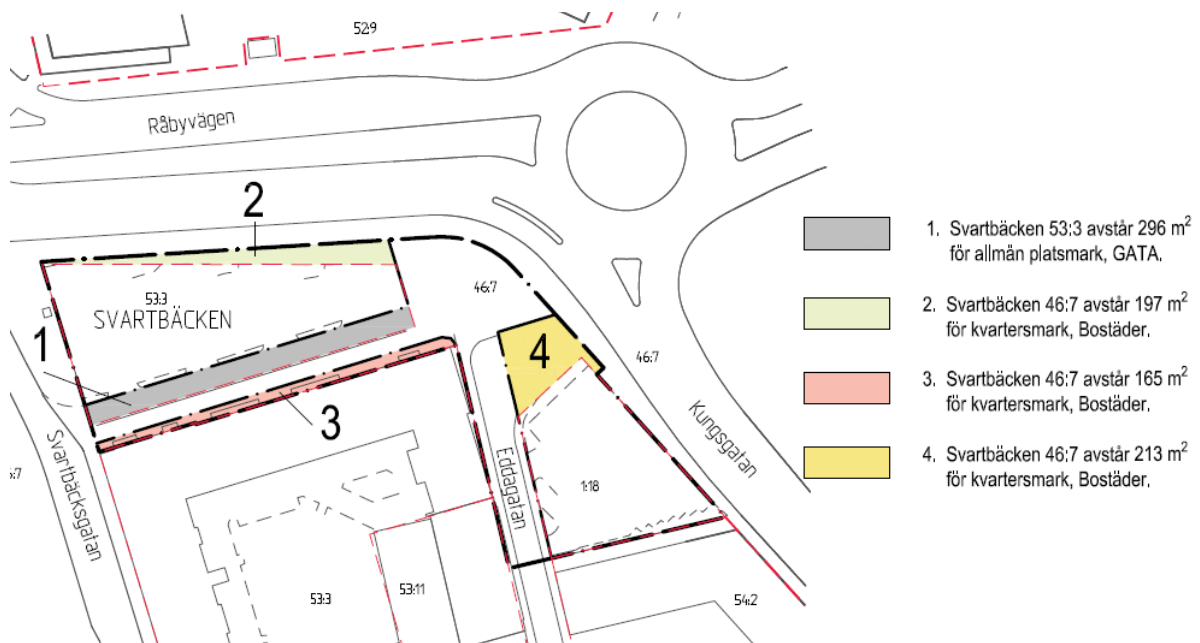 52:9
Råbyvägen
2
53:3
SVARTBÄCKEN
46:7
1
4
46:7
3
Svartbäcksgatan
Eddagatan
Kungsgatan
1:18
53:3
53:11
54:2
1. Svartbäcken 53:3 avstår 296 m²
för allmän platsmark, GATA.
2. Svartbäcken 46:7 avstår 197 m²
för kvartersmark, Bostäder.
3. Svartbäcken 46:7 avstår 165 m²
för kvartersmark, Bostäder.
4. Svartbäcken 46:7 avstår 213 m²
för kvartersmark, Bostäder.